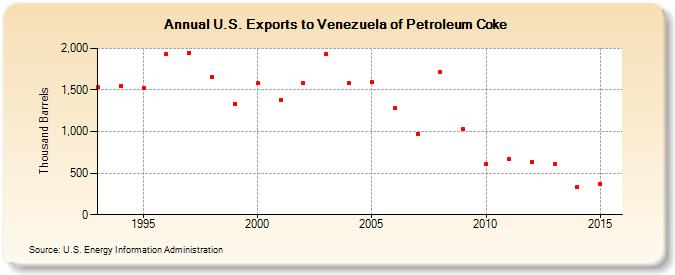 Annual U.S. Exports to Venezuela of Petroleum Coke
Thousand Barrels
2,000
1,500
1,000
500
0
1995 2000 2005 2010 2015
Source: U.S. Energy Information Administration